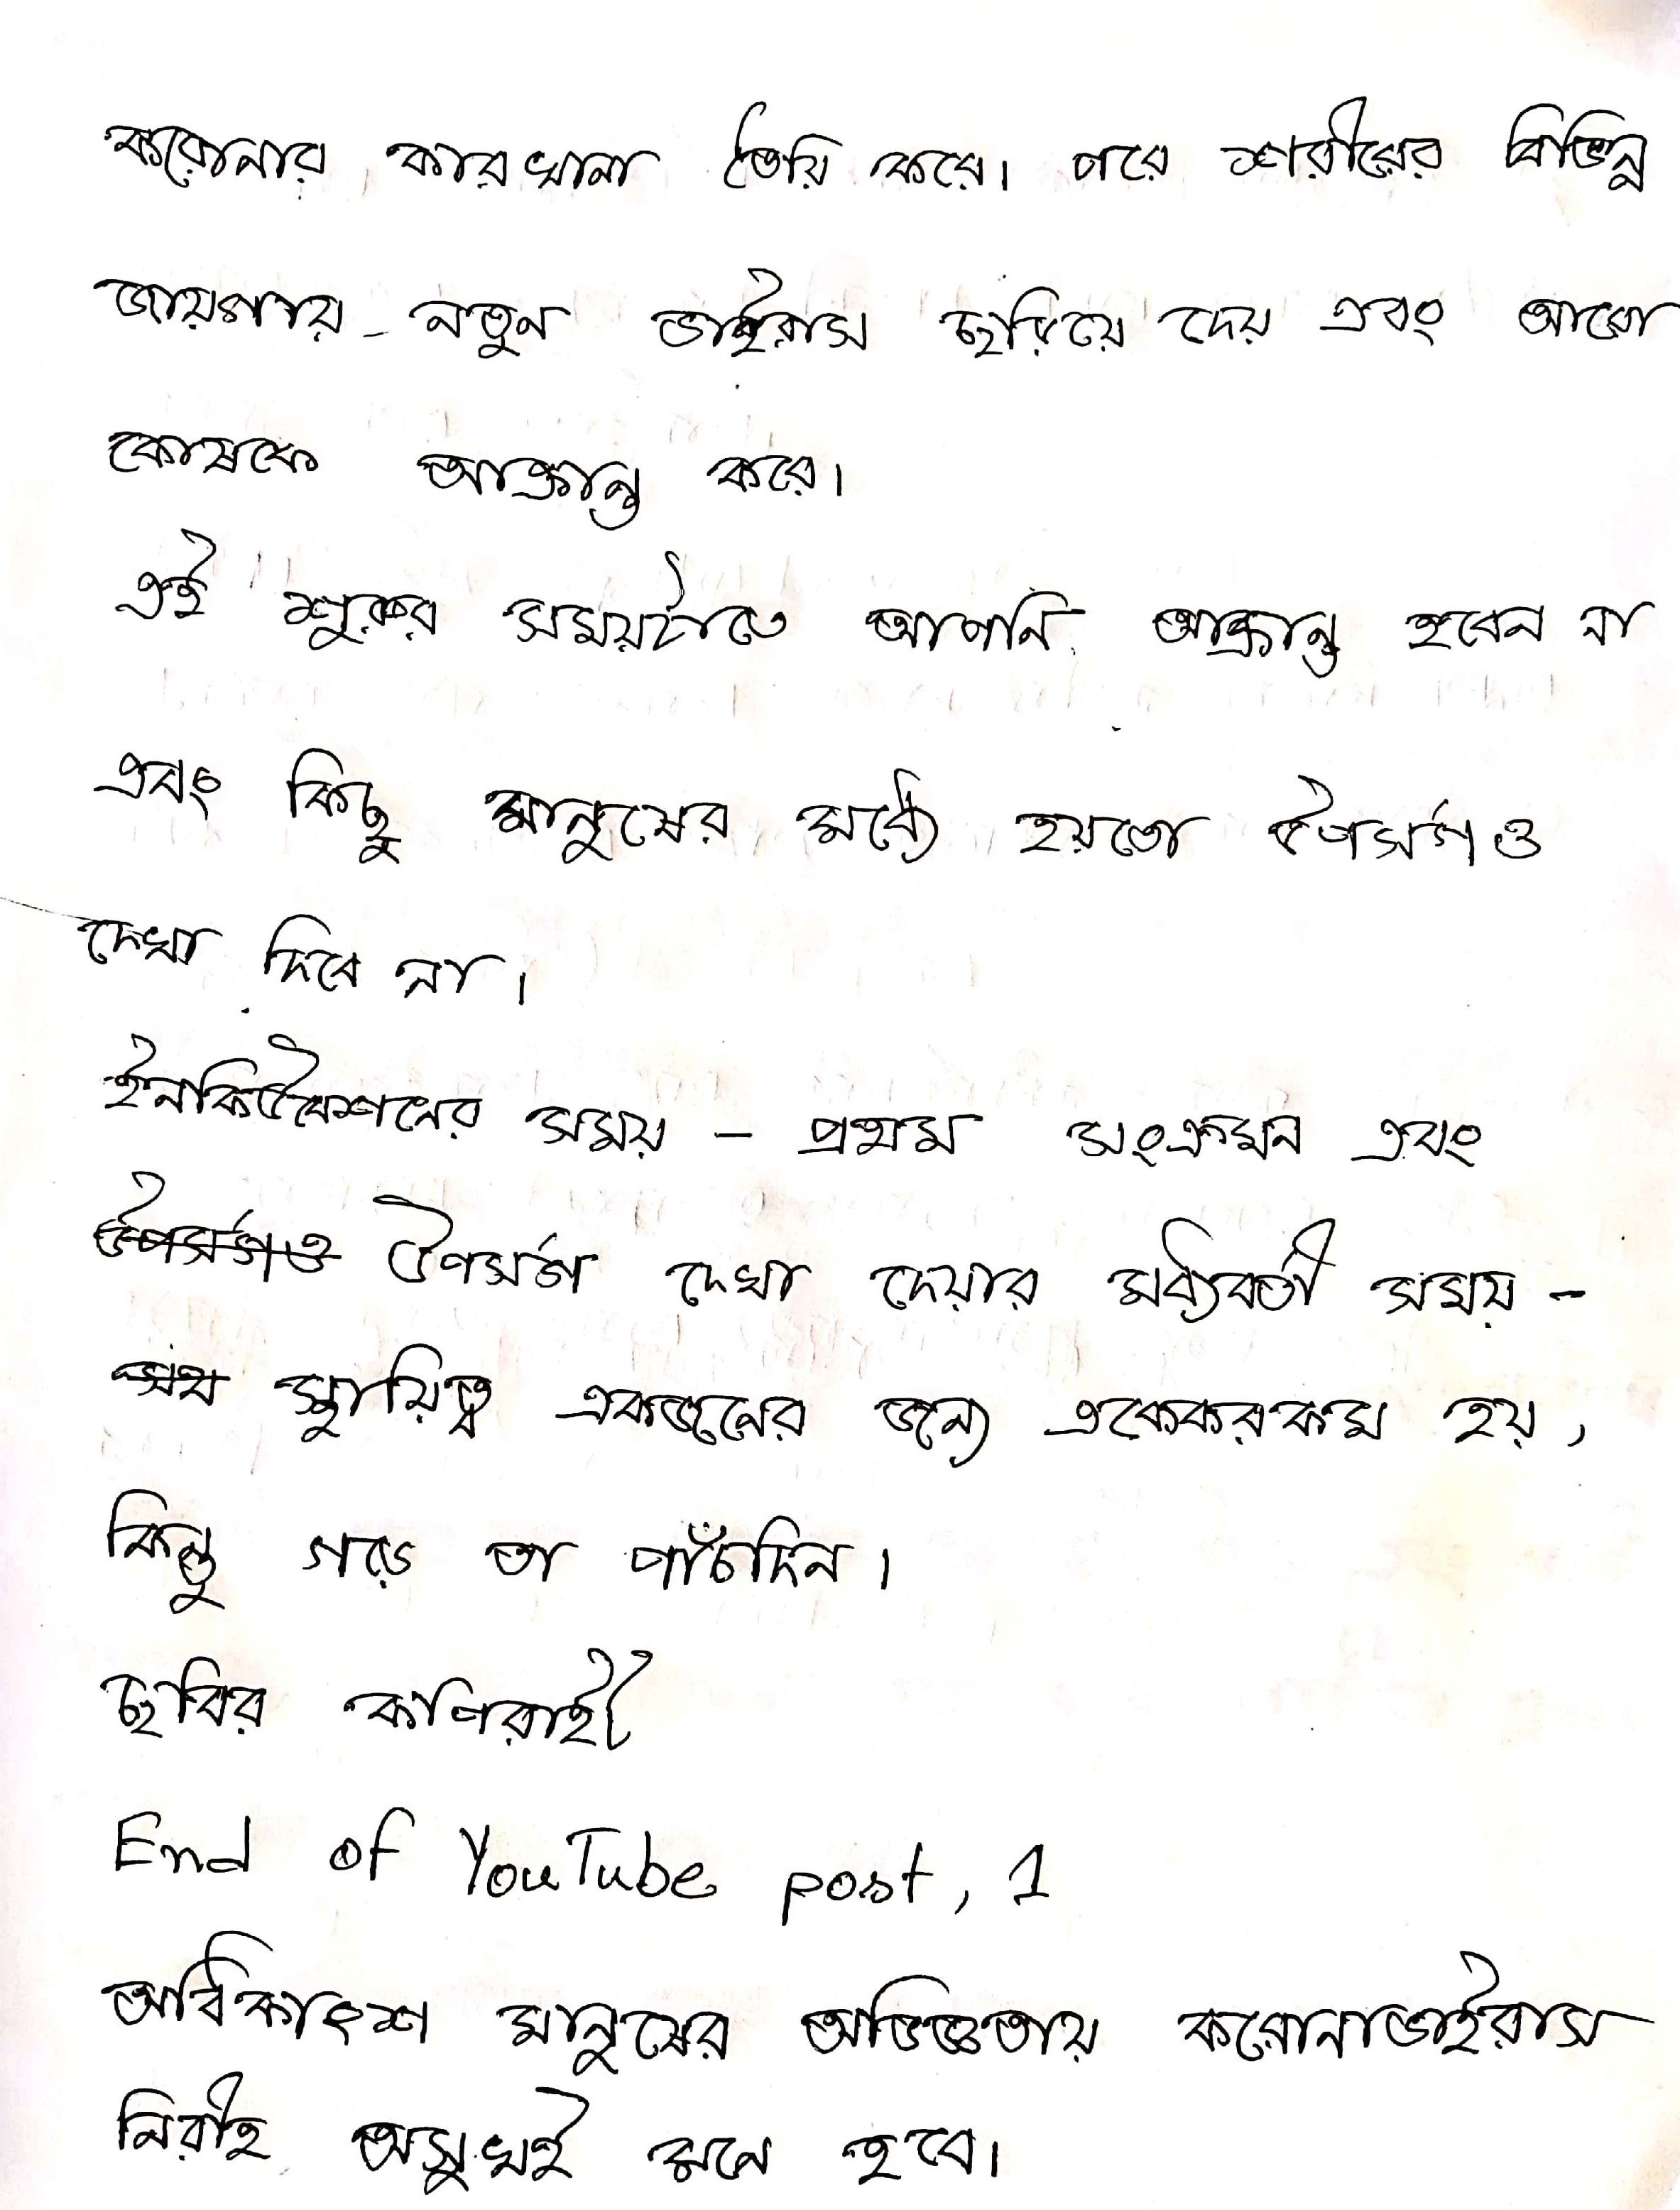 করোনার কারখানা তৈরি করে। পরে শরীরের বিভিন্ন
জায়গায় নতুন ভাইরাস ছরিয়ে দেয় এবং আরো
কোষকে আক্রান্ত করে।
এই শুরুর সময়টাতে আপনি আক্রান্ত হবেন না
এবং কিছু মানুষের মধ্যে হয়তো উপসর্গও
দেখা দিবে না।
ইনকিউবেশনের সময় - প্রথম সংক্রমন এবং
উপসর্গও উপসর্গ দেখা দেয়ার মধ্যবর্তী সময় -
স্থায়িত্ব একজনের জন্য একেকরকম হয়,
কিন্তু গড়ে তা পাঁচদিন।
ছবির কপিরাইট
End of YouTube post, 1
অধিকাংশ মানুষের অভিজ্ঞতায় করোনাভাইরাস
নিরীহ অসুখই মনে হবে।